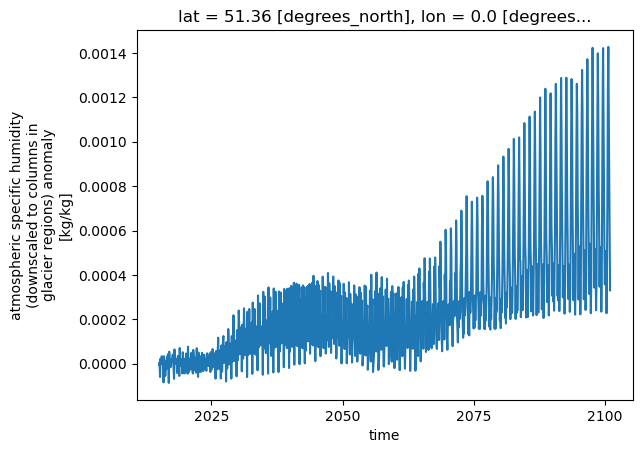 lat = 51.36 [degrees_north], lon = 0.0 [degrees...
0.0014
0.0012
0.0010
0.0008
0.0006
0.0004
0.0002
0.0000
atmospheric specific humidity
(downscaled to columns in
glacier regions) anomaly
[kg/kg]
2025
2050
2075
2100
time